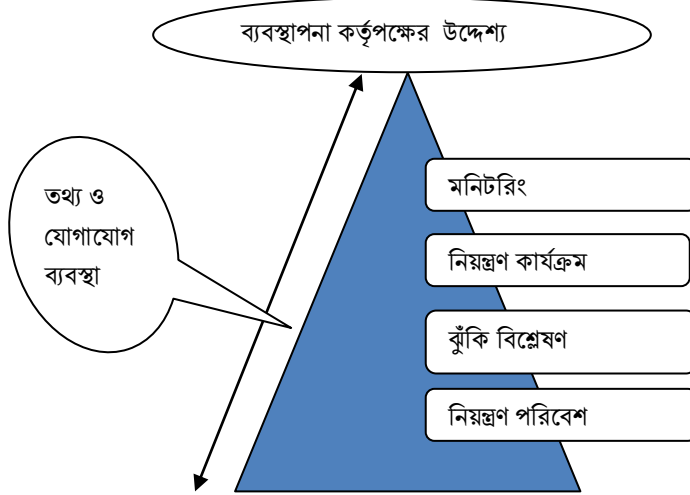 ব্যবস্থাপনা কর্তৃপক্ষের উদ্দেশ্য
তথ্য ও
যোগাযোগ
ব্যবস্থা
মনিটরিং
নিয়ন্ত্রণ কার্যক্রম
ঝুঁকি বিশ্লেষণ
নিয়ন্ত্রণ পরিবেশ